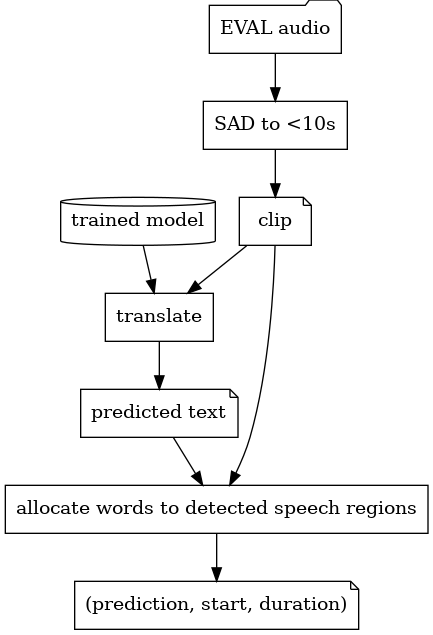 EVAL audio
SAD to <10s
trained model
clip
translate
predicted text
allocate words to detected speech regions
(prediction, start, duration)